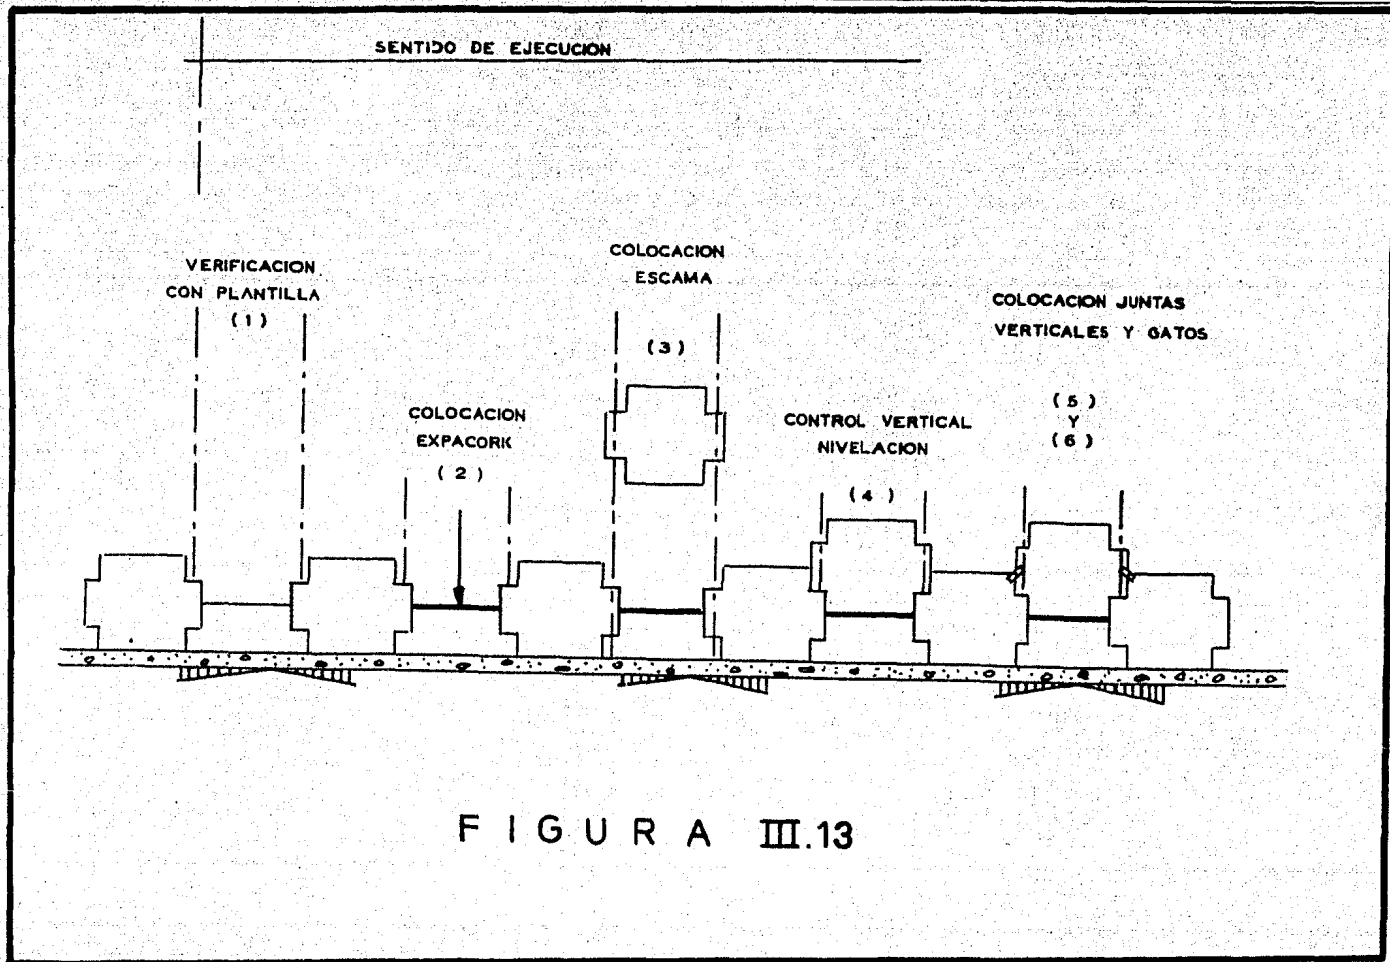 SENTIDO DE EJECUCION
VERIFICACION
CON PLANTILLA
(1)
COLOCACION
EXPACORK
(2)
COLOCACION
ESCAMA
(3)
CONTROL VERTICAL
NIVELACION
(4)
COLOCACION JUNTAS
VERTICALES Y GATOS
(5)
Y
(6)
FIGURA III.13